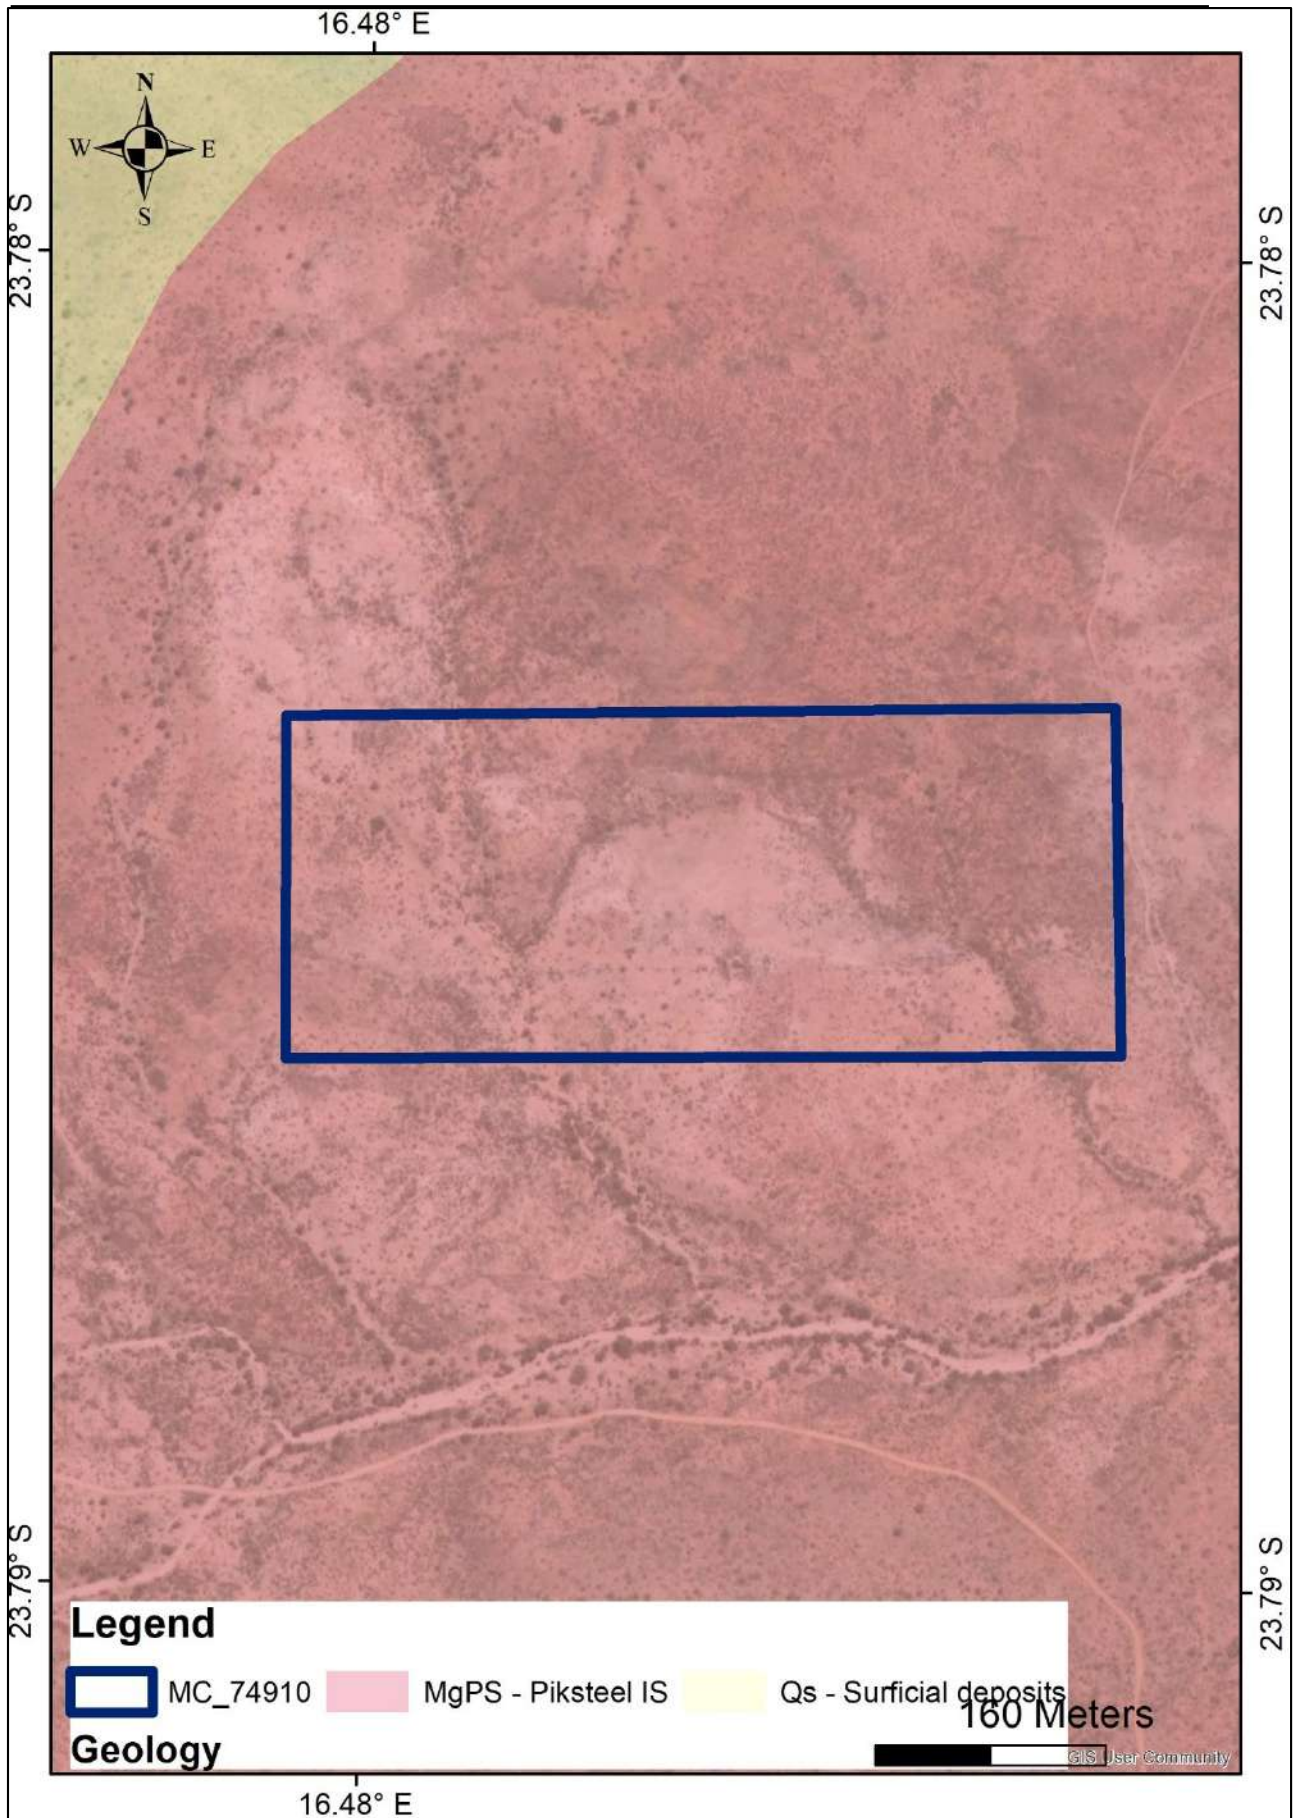 16.48° E
N
W E
S
23.78° S
23.78° S
23.79° S
23.79° S
Legend
MC_74910 MgPS - Piksteel IS Qs - Surficial deposits
160 Meters
Geology
GIS User Community
16.48° E